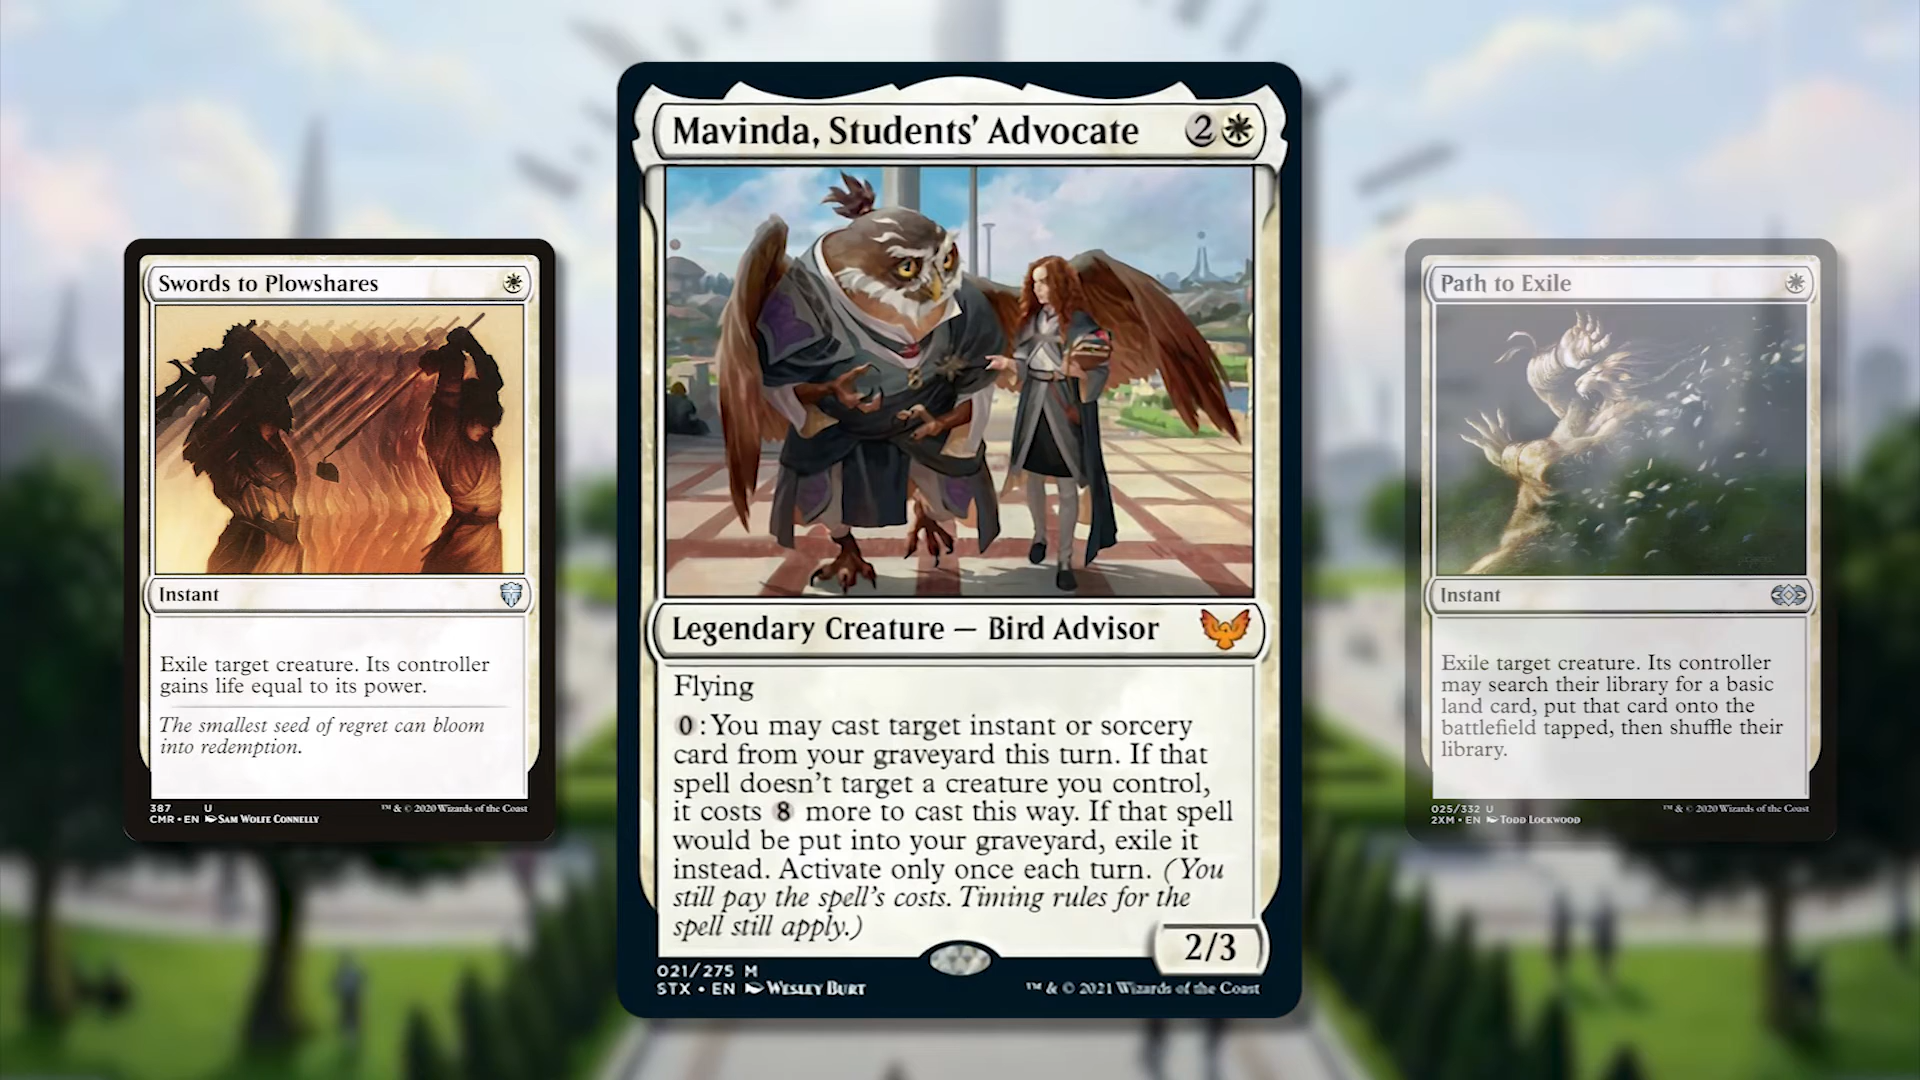 Swords to Plowshares
Instant
Exile target creature. Its controller
gains life equal to its power.
The smallest seed of regret can bloom
into redemption.
387 U
CMR • EN Sam Wolfe Connelly
™ & © 2020 Wizards of the Coast
Mavinda, Students' Advocate 2
Legendary Creature — Bird Advisor
Flying
0: You may cast target instant or sorcery
card from your graveyard this turn. If that
spell doesn't target a creature you control,
it costs 8 more to cast this way. If that spell
would be put into your graveyard, exile it
instead. Activate only once each turn. (You
still pay the spell's costs. Timing rules for the
spell still apply.)
2/3
021/275 M
STX • EN Wesley Burt
™ & © 2021 Wizards of the Coast
Path to Exile
Instant
Exile target creature. Its controller
may search their library for a basic
land card, put that card onto the
battlefield tapped, then shuffle their
library.
025/332 U
2XM • EN Todd Lockwood
™ & © 2020 Wizards of the Coast